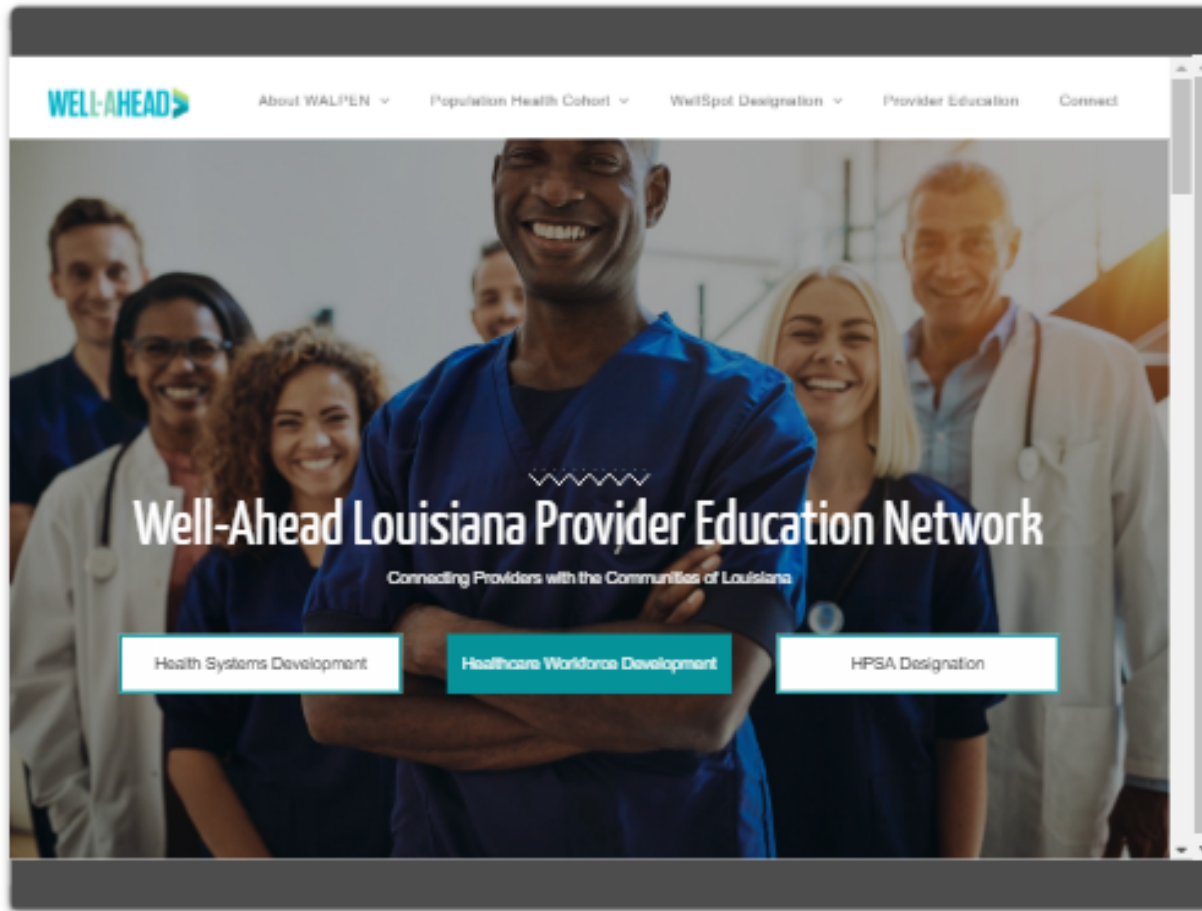 WELL-AHEAD
About WALPEN
Population Health Cohort
WellSpot Designation
Provider Education
Connect
Well-Ahead Louisiana Provider Education Network
Connecting Providers with the Communities of Louisiana
Health Systems Development
Healthcare Workforce Development
HPSA Designation